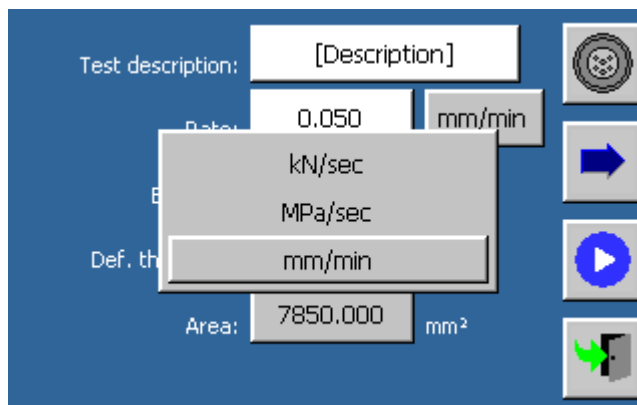 Test description: [Description]
Rate: 0.050 mm/min
kN/sec
MPa/sec
Def. th
mm/min
Area: 7850.000 mm²